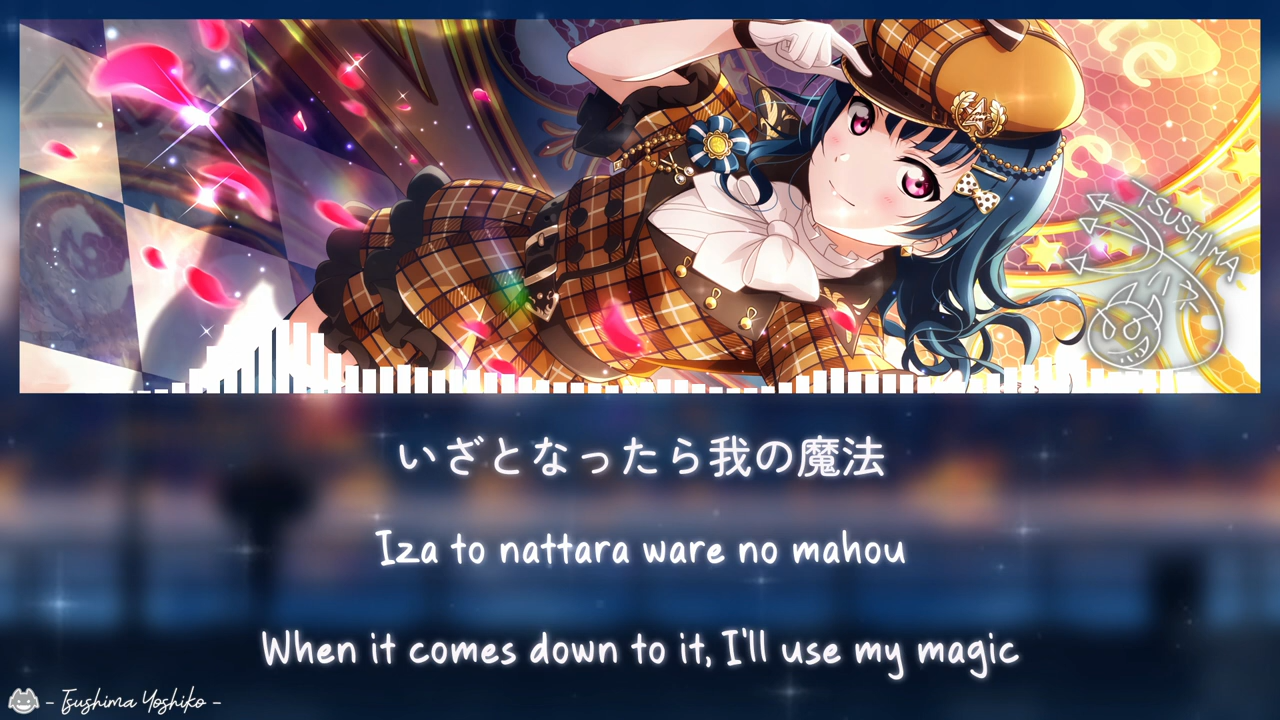 TSUSHIMA
いざとなったら我の魔法
Iza to nattara ware no mahou
When it comes down to it, I'll use my magic
- Tsushima Yoshiko -